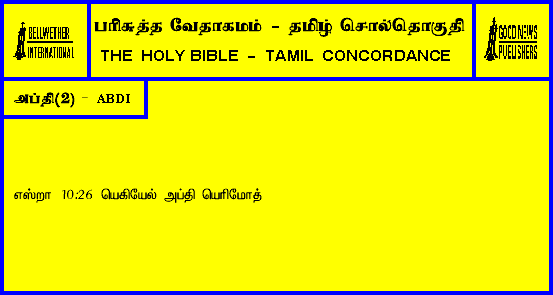 BELLWETHER
INTERNATIONAL
பரிசுத்த வேதாகமம் - தமிழ் சொல்தொகுதி
THE HOLY BIBLE - TAMIL CONCORDANCE
GOOD NEWS
PUBLISHERS
அப்தி(2) - ABDI
எஸ்றா 10:26 யெகியேல் அப்தி யெரிமோத்